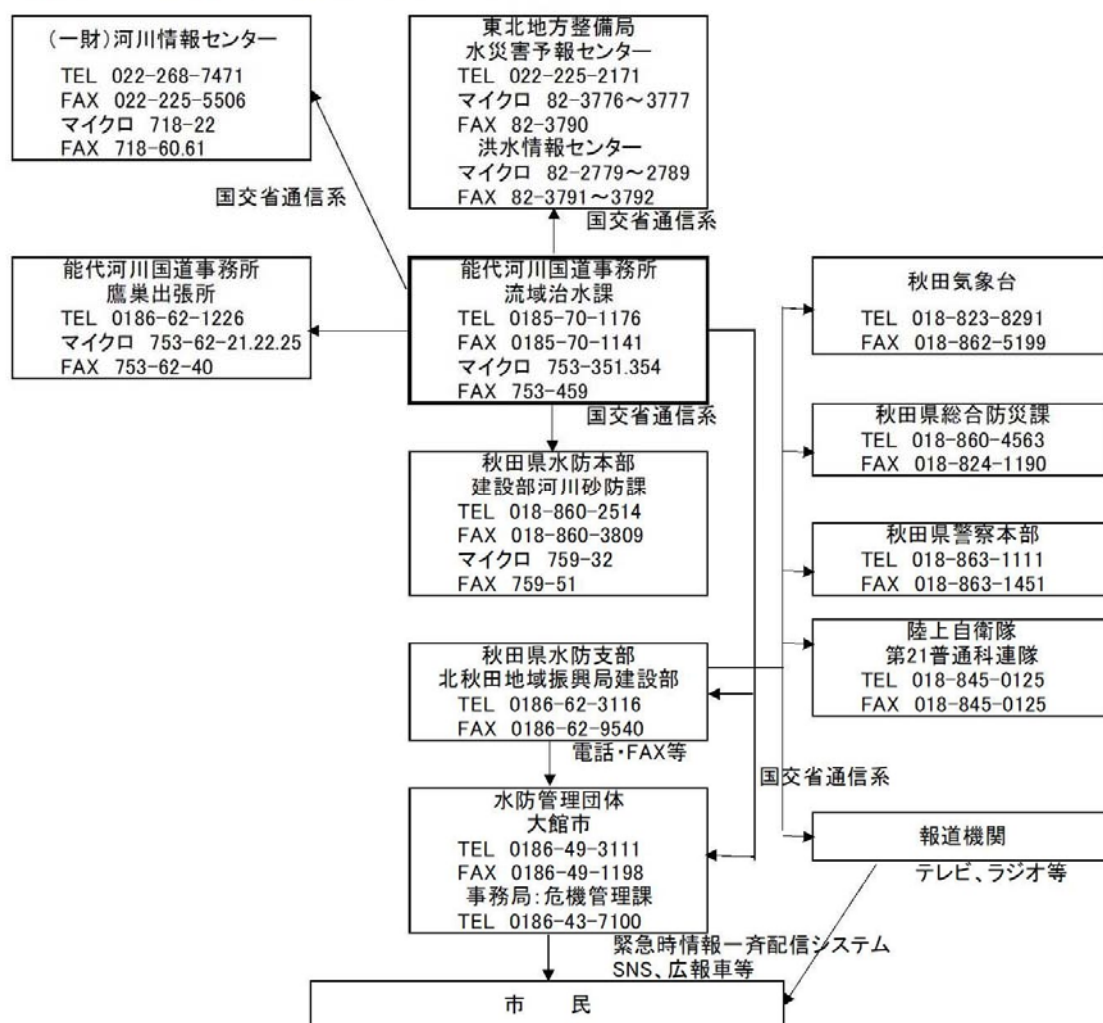 (一財)河川情報センター
TEL 022-268-7471
FAX 022-225-5506
マイクロ 718-22
FAX 718-60.61
東北地方整備局
水災害予報センター
TEL 022-225-2171
マイクロ 82-3776～3777
FAX 82-3790
洪水情報センター
マイクロ 82-2779～2789
FAX 82-3791～3792
国交省通信系
国交省通信系
能代河川国道事務所
鷹巣出張所
TEL 0186-62-1226
マイクロ 753-62-21.22.25
FAX 753-62-40
能代河川国道事務所
流域治水課
TEL 0185-70-1176
FAX 0185-70-1141
マイクロ 753-351.354
FAX 753-459
国交省通信系
秋田気象台
TEL 018-823-8291
FAX 018-862-5199
秋田県総合防災課
TEL 018-860-4563
FAX 018-824-1190
秋田県水防本部
建設部河川砂防課
TEL 018-860-2514
FAX 018-860-3809
マイクロ 759-32
FAX 759-51
秋田県警察本部
TEL 018-863-1111
FAX 018-863-1451
陸上自衛隊
第21普通科連隊
TEL 018-845-0125
FAX 018-845-0125
秋田県水防支部
北秋田地域振興局建設部
TEL 0186-62-3116
FAX 0186-62-9540
電話・FAX等
国交省通信系
水防管理団体
大館市
TEL 0186-49-3111
FAX 0186-49-1198
事務局：危機管理課
TEL 0186-43-7100
報道機関
テレビ、ラジオ等
緊急時情報一斉配信システム
SNS、広報車等
市　民